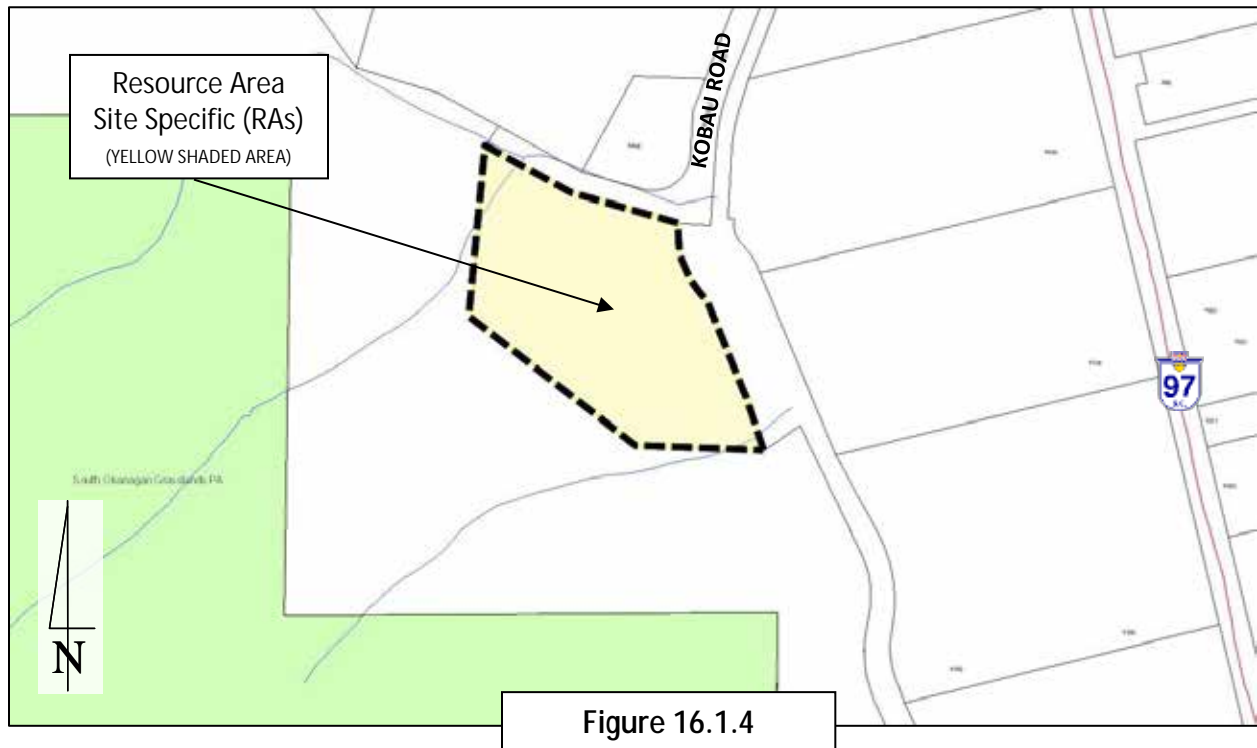 Resource Area
Site Specific (RAs)
(YELLOW SHADED AREA)
KOBAU ROAD
97
South Okanagan Grasslands PA
N
Figure 16.1.4